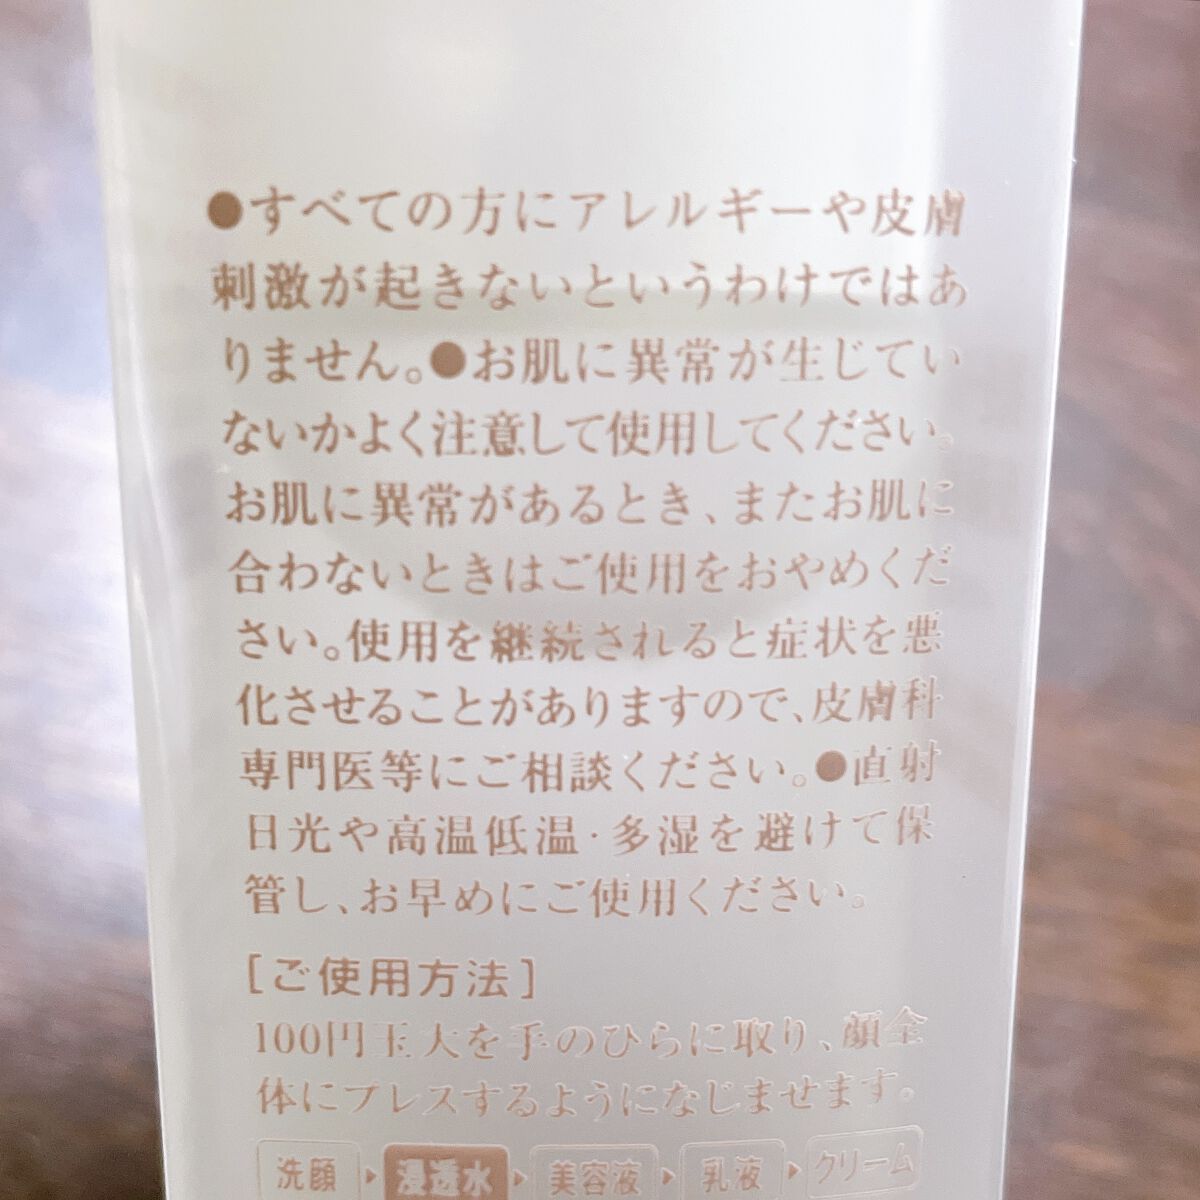 ●すべての方にアレルギーや皮膚
刺激が起きないというわけではあ
りません。●お肌に異常が生じてい
ないかよく注意して使用してください。
お肌に異常があるとき、またお肌に
合わないときはご使用をおやめくだ
さい。使用を継続されると症状を悪
化させることがありますので、皮膚科
専門医等にご相談ください。●直射
日光や高温低温・多湿を避けて保
管し、お早めにご使用ください。
[ご使用方法]
100円玉大を手のひらに取り、顔全
体にプレスするようになじませます。
洗顔 ▶ 浸透水 ▶ 美容液 ▶ 乳液 ▶ クリーム